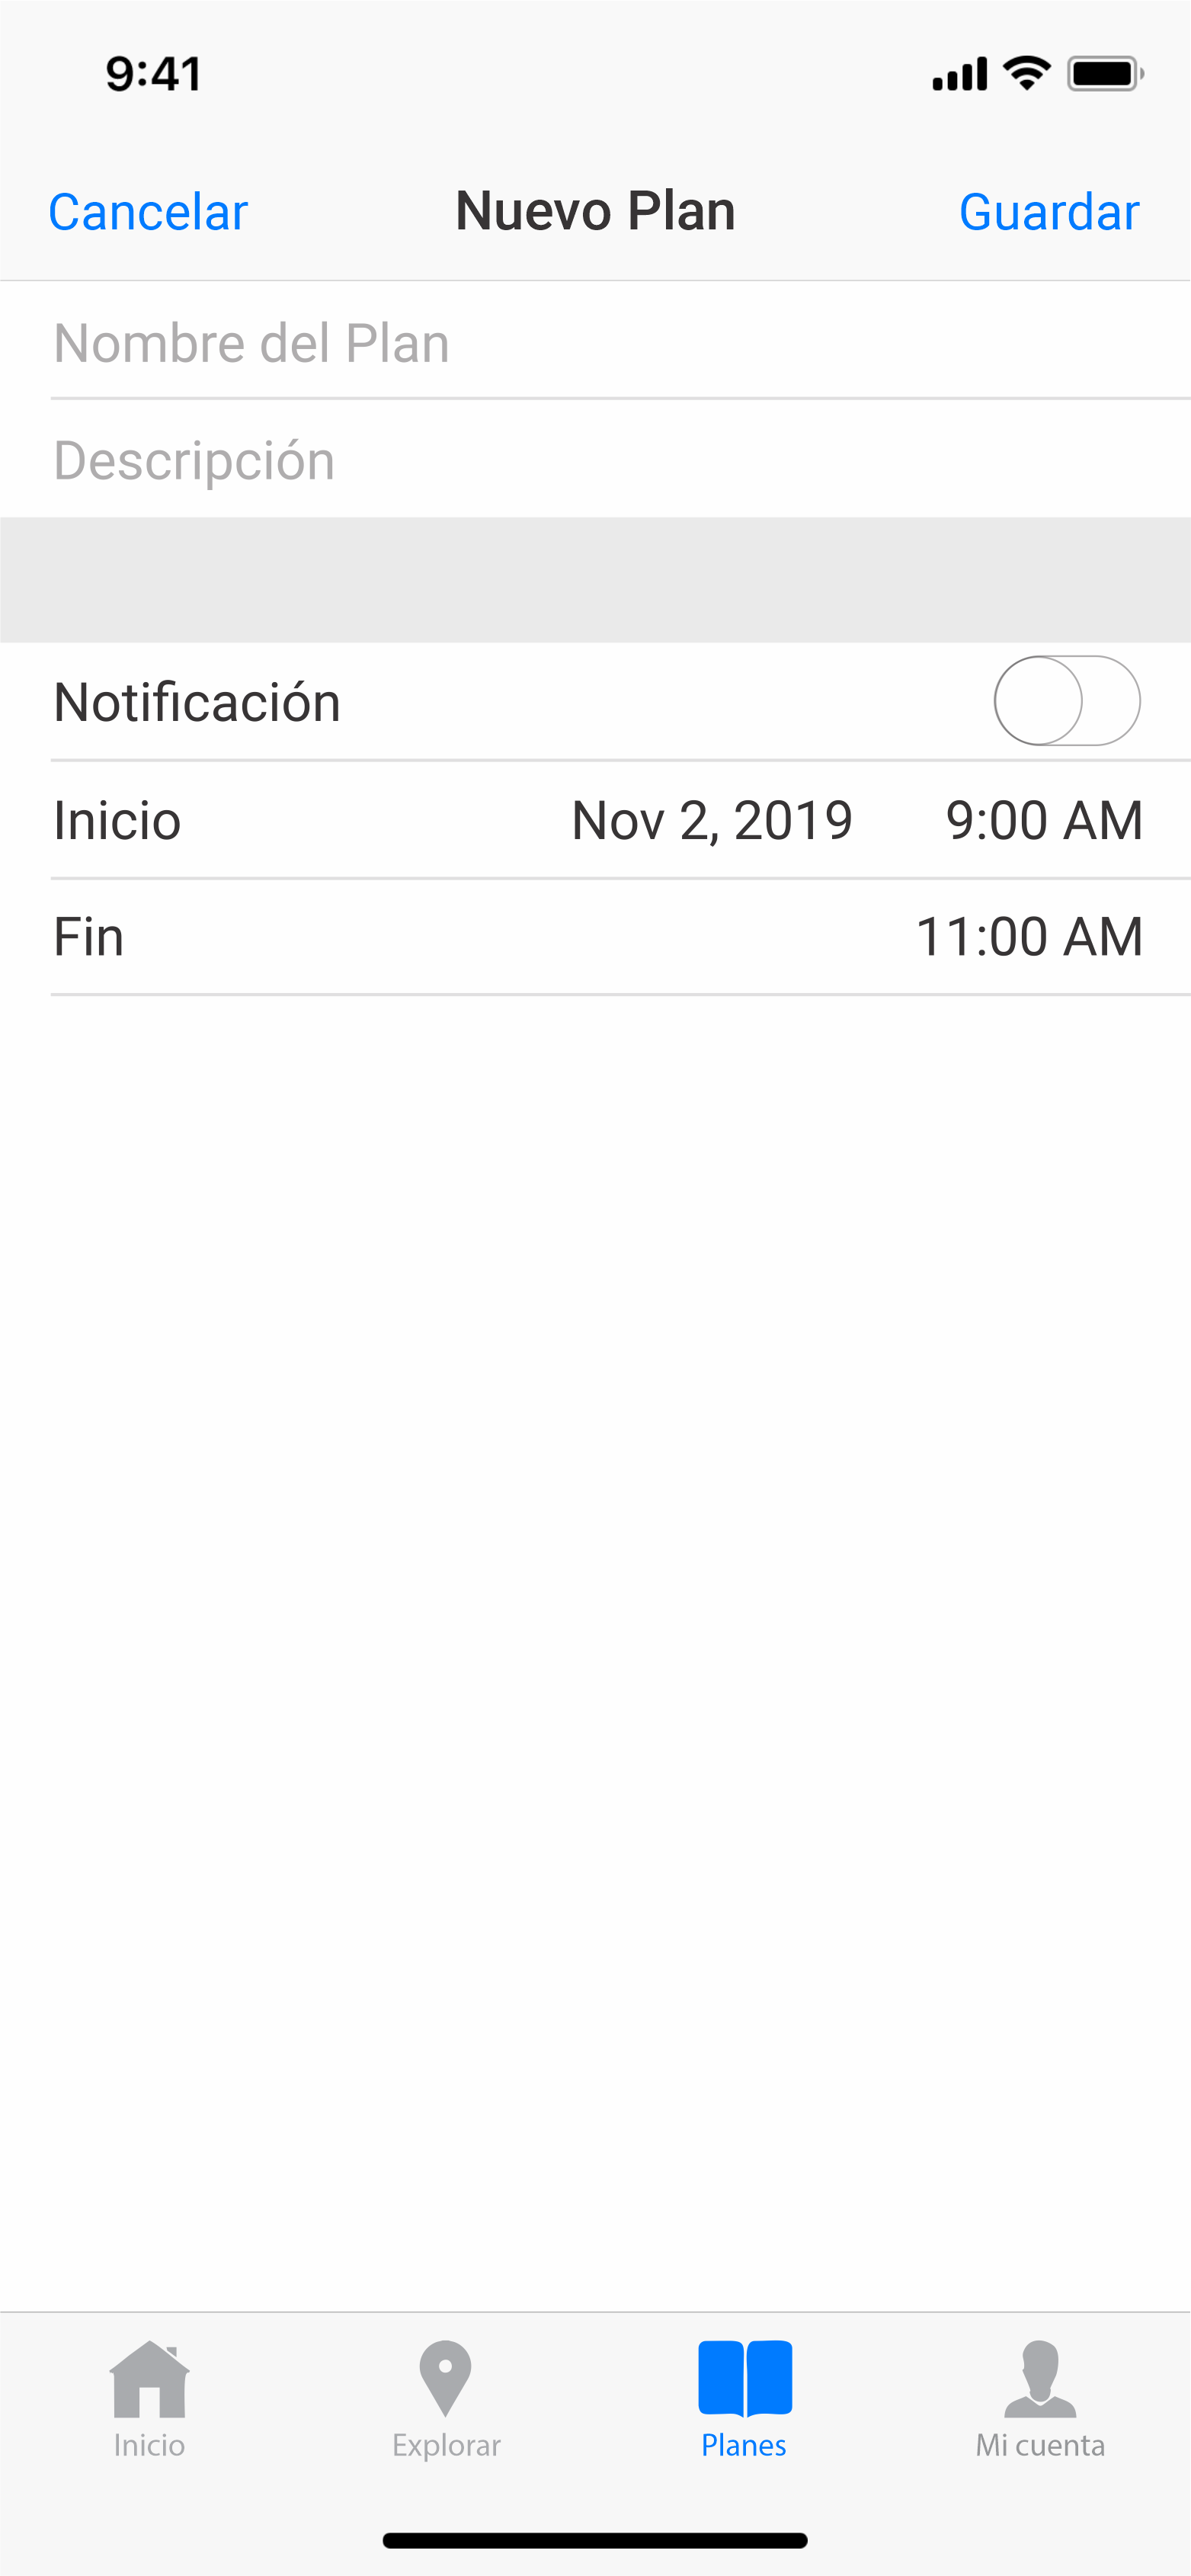 9:41
Cancelar Nuevo Plan Guardar
Nombre del Plan
Descripción
Notificación
Inicio Nov 2, 2019 9:00 AM
Fin 11:00 AM
Inicio Explorar Planes Mi cuenta